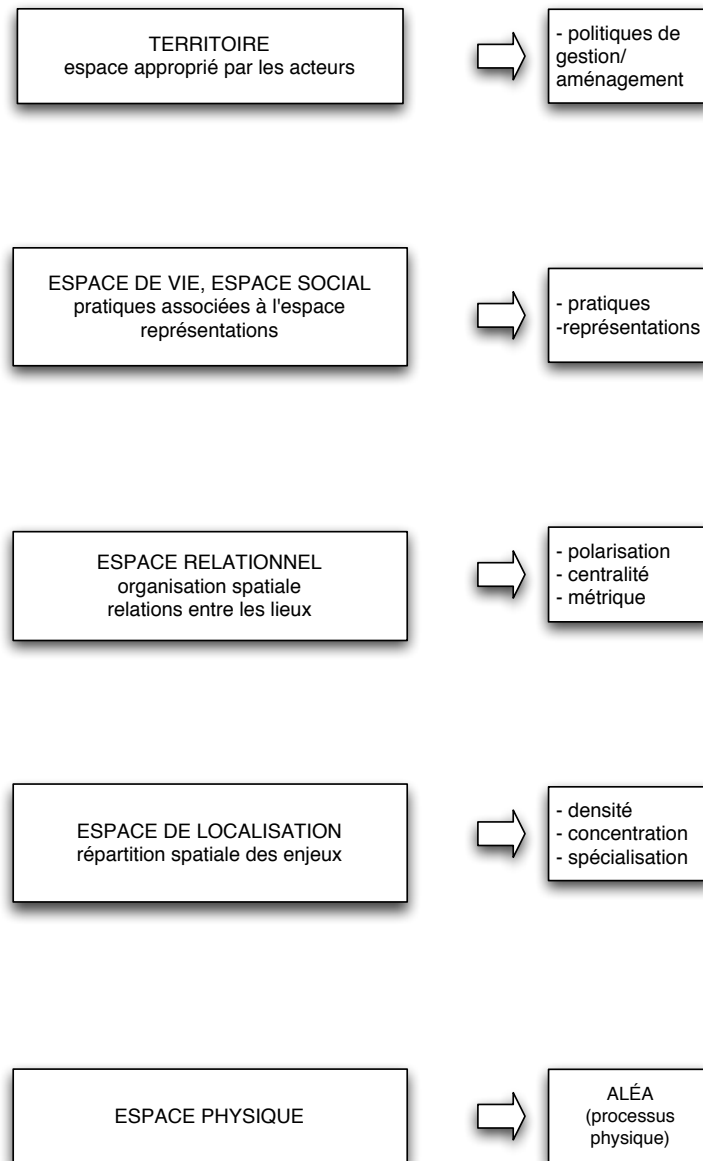 TERRITOIRE
espace approprié par les acteurs
- politiques de
gestion/
aménagement
ESPACE DE VIE, ESPACE SOCIAL
pratiques associées à l'espace
représentations
- pratiques
-représentations
ESPACE RELATIONNEL
organisation spatiale
relations entre les lieux
- polarisation
- centralité
- métrique
ESPACE DE LOCALISATION
répartition spatiale des enjeux
- densité
- concentration
- spécialisation
ESPACE PHYSIQUE
ALÉA
(processus
physique)